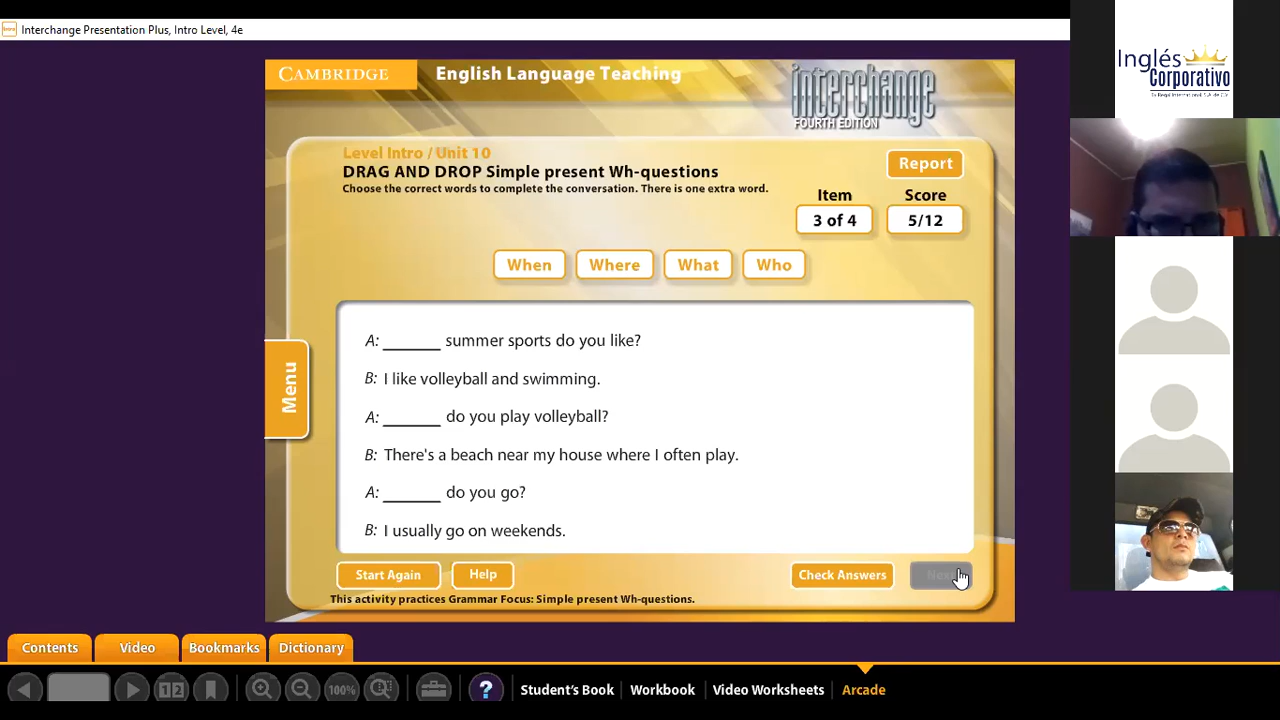 Interchange Presentation Plus, Intro Level, 4e
CAMBRIDGE
English Language Teaching
interchange
FOURTH EDITION
Inglés
Corporativo
Level Intro / Unit 10
DRAG AND DROP Simple present Wh-questions
Choose the correct words to complete the conversation. There is one extra word.
Report
Item
Score
3 of 4
5/12
When
Where
What
Who
A: ______ summer sports do you like?
B: I like volleyball and swimming.
A: ______ do you play volleyball?
B: There's a beach near my house where I often play.
A: ______ do you go?
B: I usually go on weekends.
Menu
Start Again
Help
Check Answers
Next
This activity practices Grammar Focus: Simple present Wh-questions.
Contents
Video
Bookmarks
Dictionary
12
100%
?
Student's Book
Workbook
Video Worksheets
Arcade